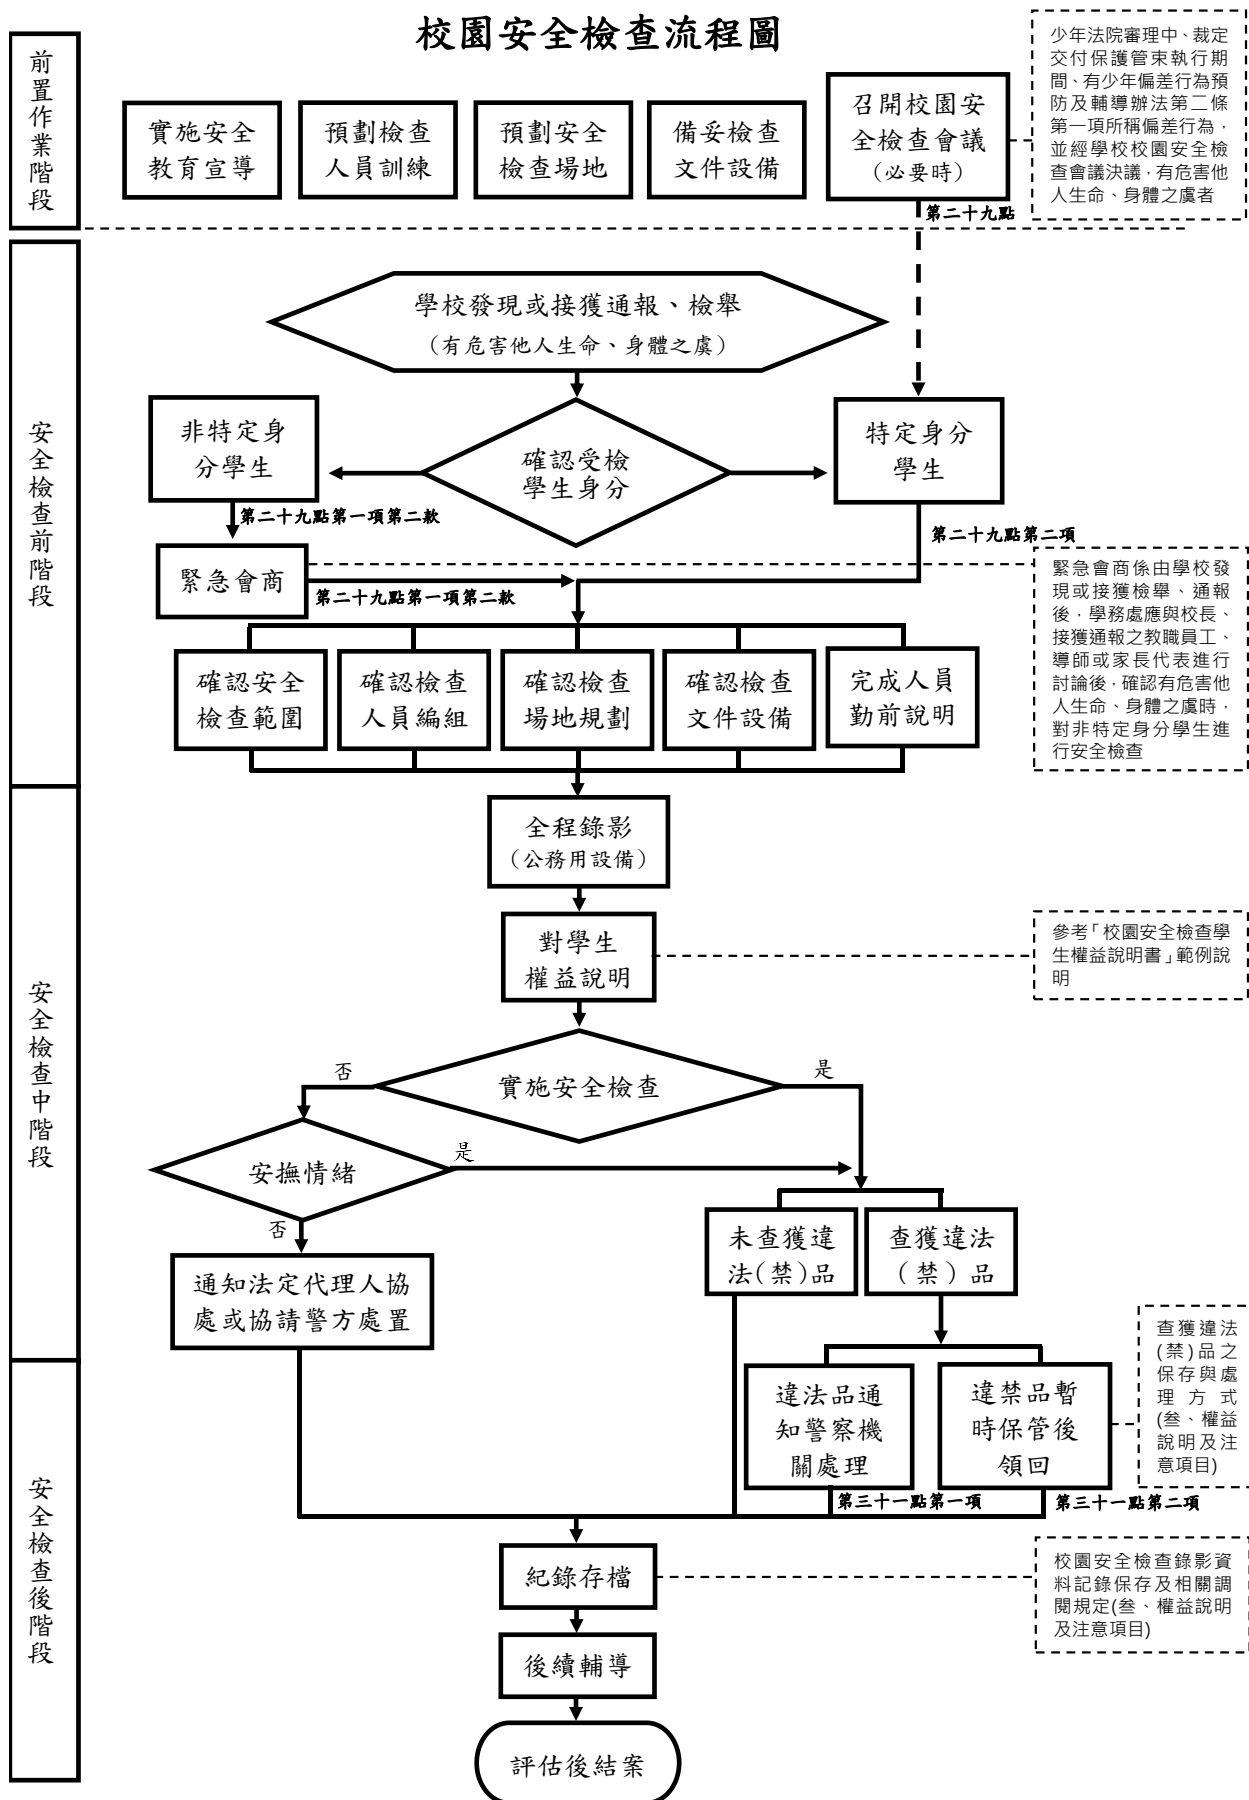 校園安全檢查流程圖
前置作業階段
實施安全
教育宣導
預劃檢查
人員訓練
預劃安全
檢查場地
備妥檢查
文件設備
召開校園安
全檢查會議
(必要時)
第二十九點
少年法院審理中、裁定
交付保護管束執行期
間、有少年偏差行為預
防及輔導辦法第二條
第一項所稱偏差行為，
並經學校校園安全檢
查會議決議，有危害他
人生命、身體之虞者
安全檢查前階段
學校發現或接獲通報、檢舉
(有危害他人生命、身體之虞)
非特定身
分學生
確認受檢
學生身分
特定身分
學生
第二十九點第一項第二款
第二十九點第二項
緊急會商
第二十九點第一項第二款
緊急會商係由學校發
現或接獲檢舉、通報
後，學務處應與校長、
接獲通報之教職員工、
導師或家長代表進行
討論後，確認有危害他
人生命、身體之虞時，
對非特定身分學生進
行安全檢查
確認安全
檢查範圍
確認檢查
人員編組
確認檢查
場地規劃
確認檢查
文件設備
完成人員
勤前說明
安全檢查中階段
全程錄影
(公務用設備)
對學生
權益說明
參考「校園安全檢查學
生權益說明書」範例說
明
實施安全檢查
否
是
安撫情緒
是
否
未查獲違
法(禁)品
查獲違法
(禁)品
通知法定代理人協
處或協請警方處置
安全檢查後階段
違法品通
知警察機
關處理
違禁品暫
時保管後
領回
查獲違法
(禁)品之
保存與處
理方式
(叁、權益
說明及注
意項目)
第三十一點第一項
第三十一點第二項
紀錄存檔
校園安全檢查錄影資
料記錄保存及相關調
閱規定(叁、權益說明
及注意項目)
後續輔導
評估後結案